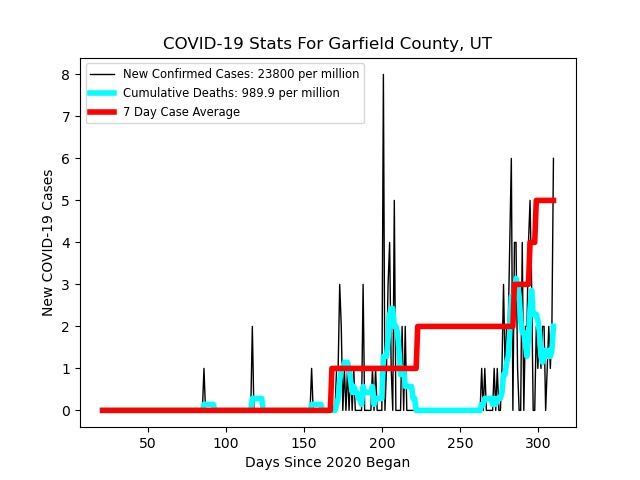 COVID-19 Stats For Garfield County, UT
New Confirmed Cases: 23800 per million
Cumulative Deaths: 989.9 per million
7 Day Case Average
New COVID-19 Cases
8
7
6
5
4
3
2
1
0
50 100 150 200 250 300
Days Since 2020 Began